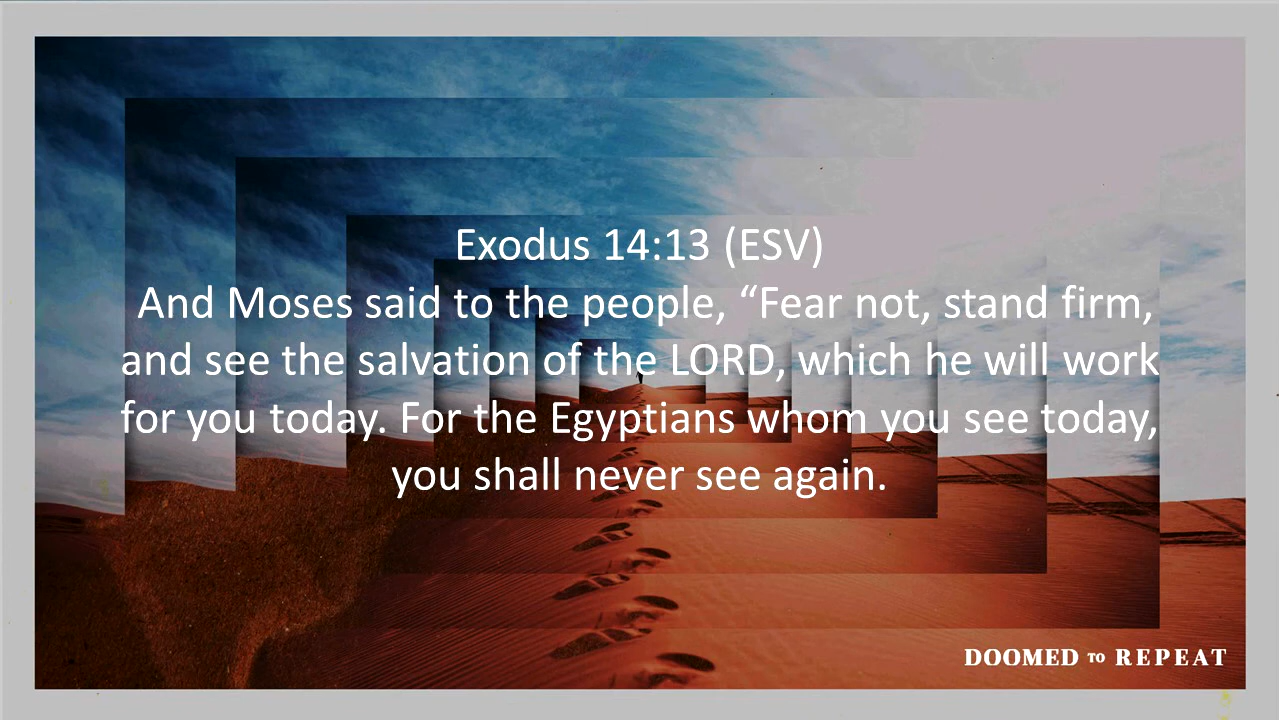 Exodus 14:13 (ESV)
And Moses said to the people, “Fear not, stand firm,
and see the salvation of the LORD, which he will work
for you today. For the Egyptians whom you see today,
you shall never see again.
DOOMED TO REPEAT